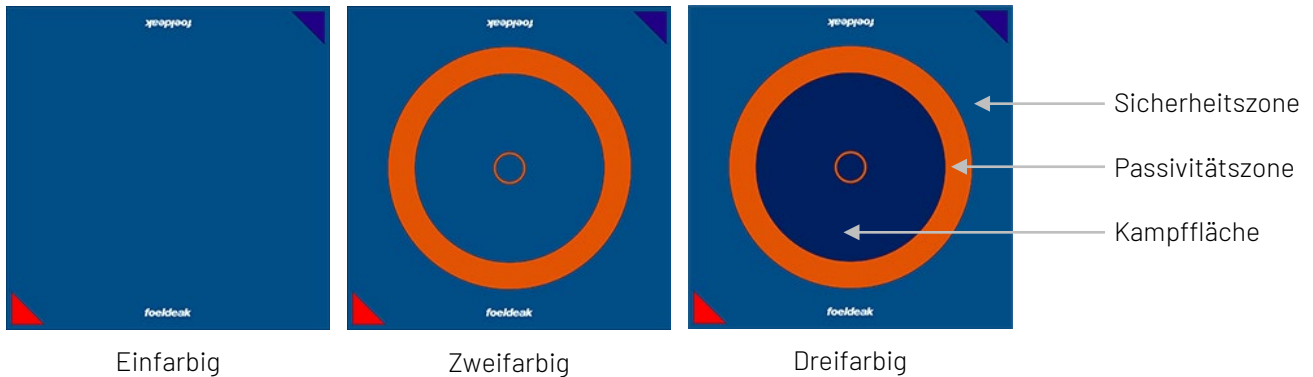 foeldeak
foeldeak
foeldeak
Sicherheitszone
Passivitätszone
Kampffläche
foeldeak
foeldeak
foeldeak
Einfarbig
Zweifarbig
Dreifarbig